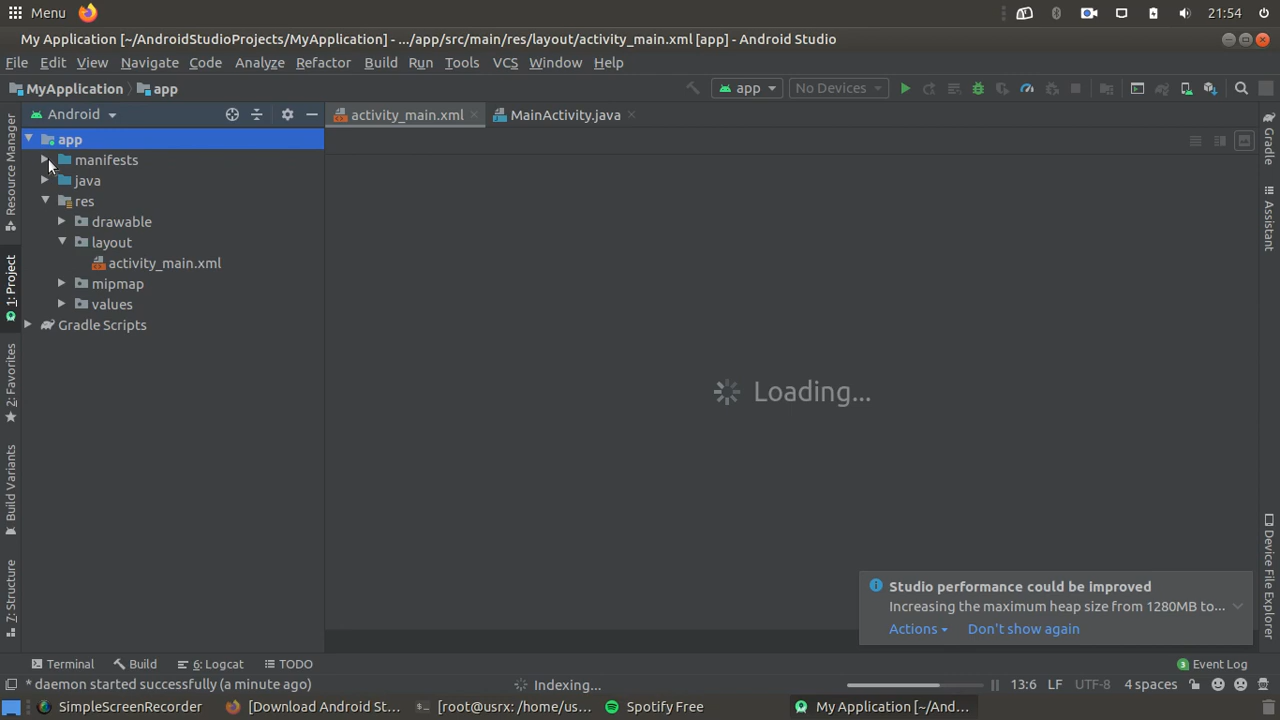 Menu
21:54
My Application [~/AndroidStudioProjects/MyApplication] - .../app/src/main/res/layout/activity_main.xml [app] - Android Studio
File Edit View Navigate Code Analyze Refactor Build Run Tools VCS Window Help
MyApplication app
app No Devices
Android
activity_main.xml MainActivity.java
app
manifests
java
res
drawable
layout
activity_main.xml
mipmap
values
Gradle Scripts
Resource Manager
1: Project
2: Favorites
Build Variants
7: Structure
Loading...
Gradle
Assistant
Device File Explorer
Studio performance could be improved
Increasing the maximum heap size from 1280MB to...
Actions Don't show again
Terminal Build 6: Logcat TODO
3 Event Log
* daemon started successfully (a minute ago)
Indexing...
13:6 LF UTF-8 4 spaces
SimpleScreenRecorder [Download Android St... [root@usrx: /home/us... Spotify Free My Application [~/And...